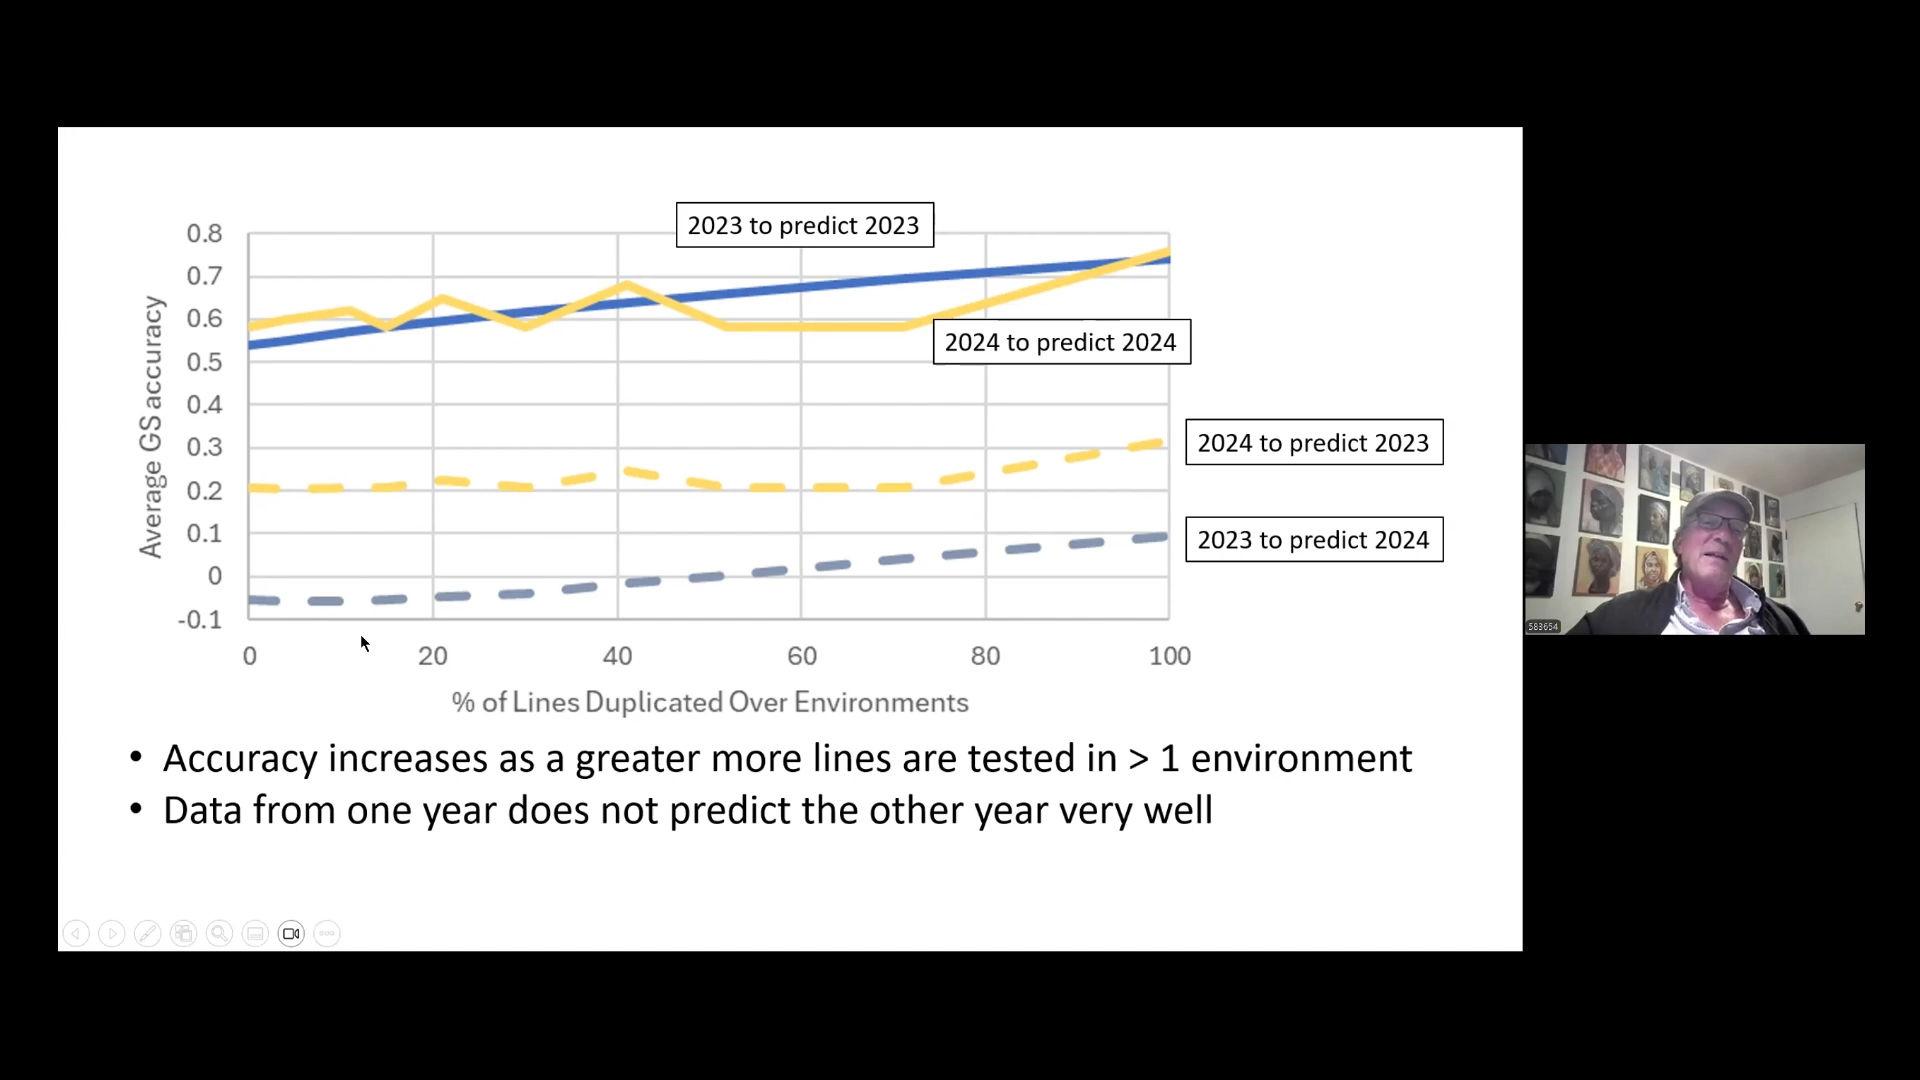 2023 to predict 2023
0.8
0.7
0.6
0.5
0.4
0.3
0.2
0.1
0
-0.1
Average GS accuracy
2024 to predict 2024
2024 to predict 2023
2023 to predict 2024
0 20 40 60 80 100
% of Lines Duplicated Over Environments
• Accuracy increases as a greater more lines are tested in > 1 environment
• Data from one year does not predict the other year very well
583654